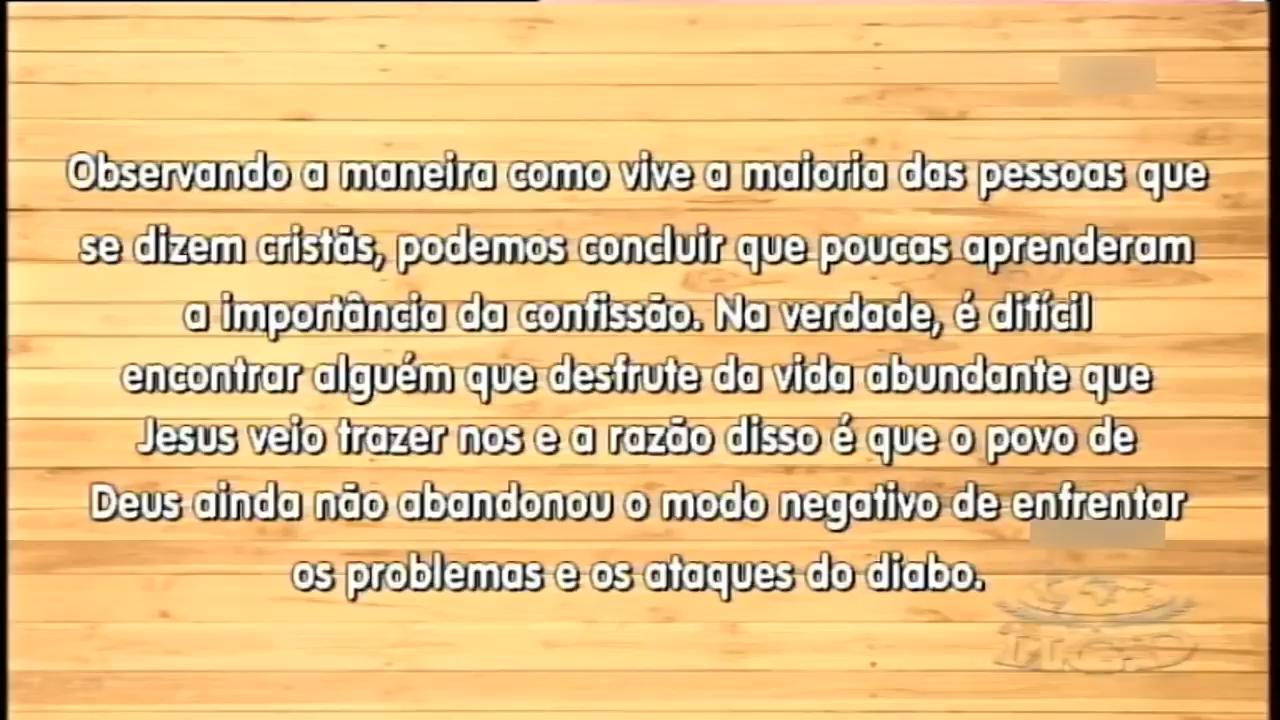 Observando a maneira como vive a maioria das pessoas que
se dizem cristãs, podemos concluir que poucas aprenderam
a importância da confissão. Na verdade, é difícil
encontrar alguém que desfrute da vida abundante que
Jesus veio trazer nos e a razão disso é que o povo de
Deus ainda não abandonou o modo negativo de enfrentar
os problemas e os ataques do diabo.